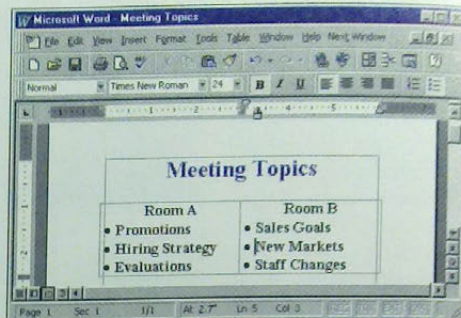 Microsoft Word - Meeting Topics
File Edit View Insert Format Tools Table Window Help Next Window
Normal Times New Roman 24 B I U
Meeting Topics
Room A Room B
• Promotions • Sales Goals
• Hiring Strategy • New Markets
• Evaluations • Staff Changes
Page 1 Sec 1 1/1 At 2.7" Ln 5 Col 3